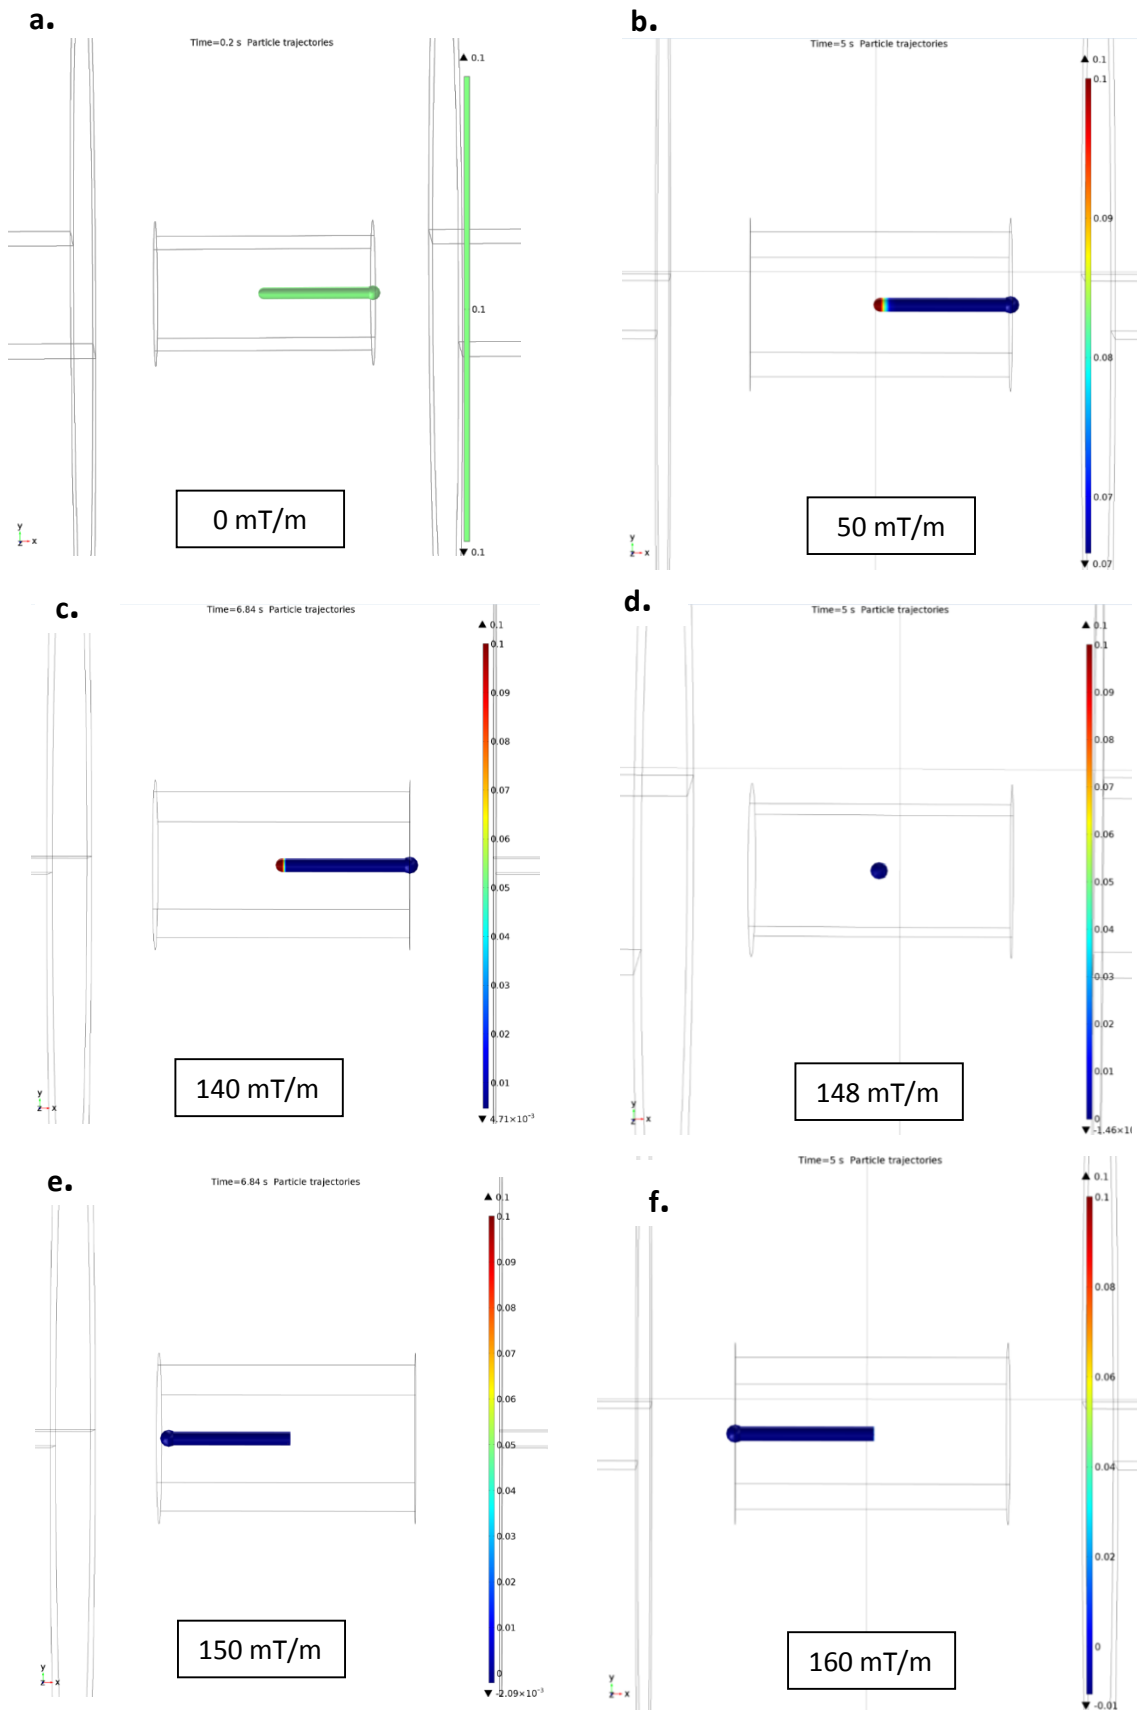 a.
Time=0.2 s Particle trajectories
▲ 0.1
0.1
▼ 0.1
y
z x
0 mT/m
b.
Time=5 s Particle trajectories
▲ 0.1
0.1
0.09
0.08
0.07
▼ 0.07
y
z x
50 mT/m
c.
Time=6.84 s Particle trajectories
▲ 0.1
0.1
0.09
0.08
0.07
0.06
0.05
0.04
0.03
0.02
0.01
▼ 4.71×10⁻³
y
z x
140 mT/m
d.
Time=5 s Particle trajectories
▲ 0.1
0.1
0.09
0.08
0.07
0.06
0.05
0.04
0.03
0.02
0.01
0
▼ -1.46×1
y
z x
148 mT/m
e.
Time=6.84 s Particle trajectories
▲ 0.1
0.1
0.09
0.08
0.07
0.06
0.05
0.04
0.03
0.02
0.01
0
▼ -2.09×10⁻³
y
z x
150 mT/m
f.
Time=5 s Particle trajectories
▲ 0.1
0.1
0.08
0.06
0.04
0.02
0
▼ -0.01
y
z x
160 mT/m